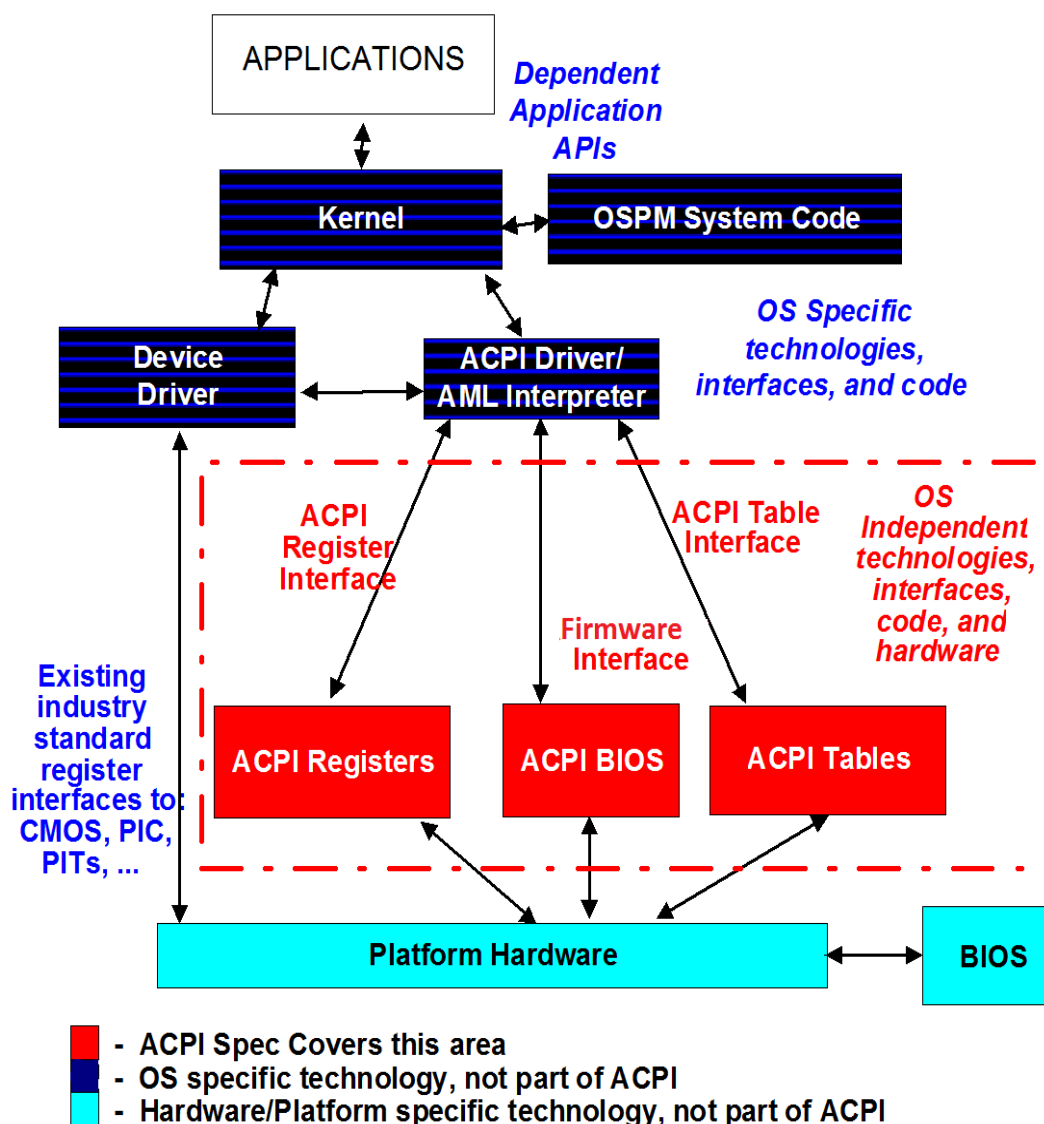 APPLICATIONS
Dependent
Application
APIs
Kernel
OSPM System Code
OS Specific
technologies,
interfaces, and code
Device
Driver
ACPI Driver/
AML Interpreter
ACPI
Register
Interface
ACPI Table
Interface
OS
Independent
technologies,
interfaces,
code, and
hardware
Firmware
Interface
Existing
industry
standard
register
interfaces to:
CMOS, PIC,
PITs, ...
ACPI Registers
ACPI BIOS
ACPI Tables
Platform Hardware
BIOS
- ACPI Spec Covers this area
- OS specific technology, not part of ACPI
- Hardware/Platform specific technology, not part of ACPI